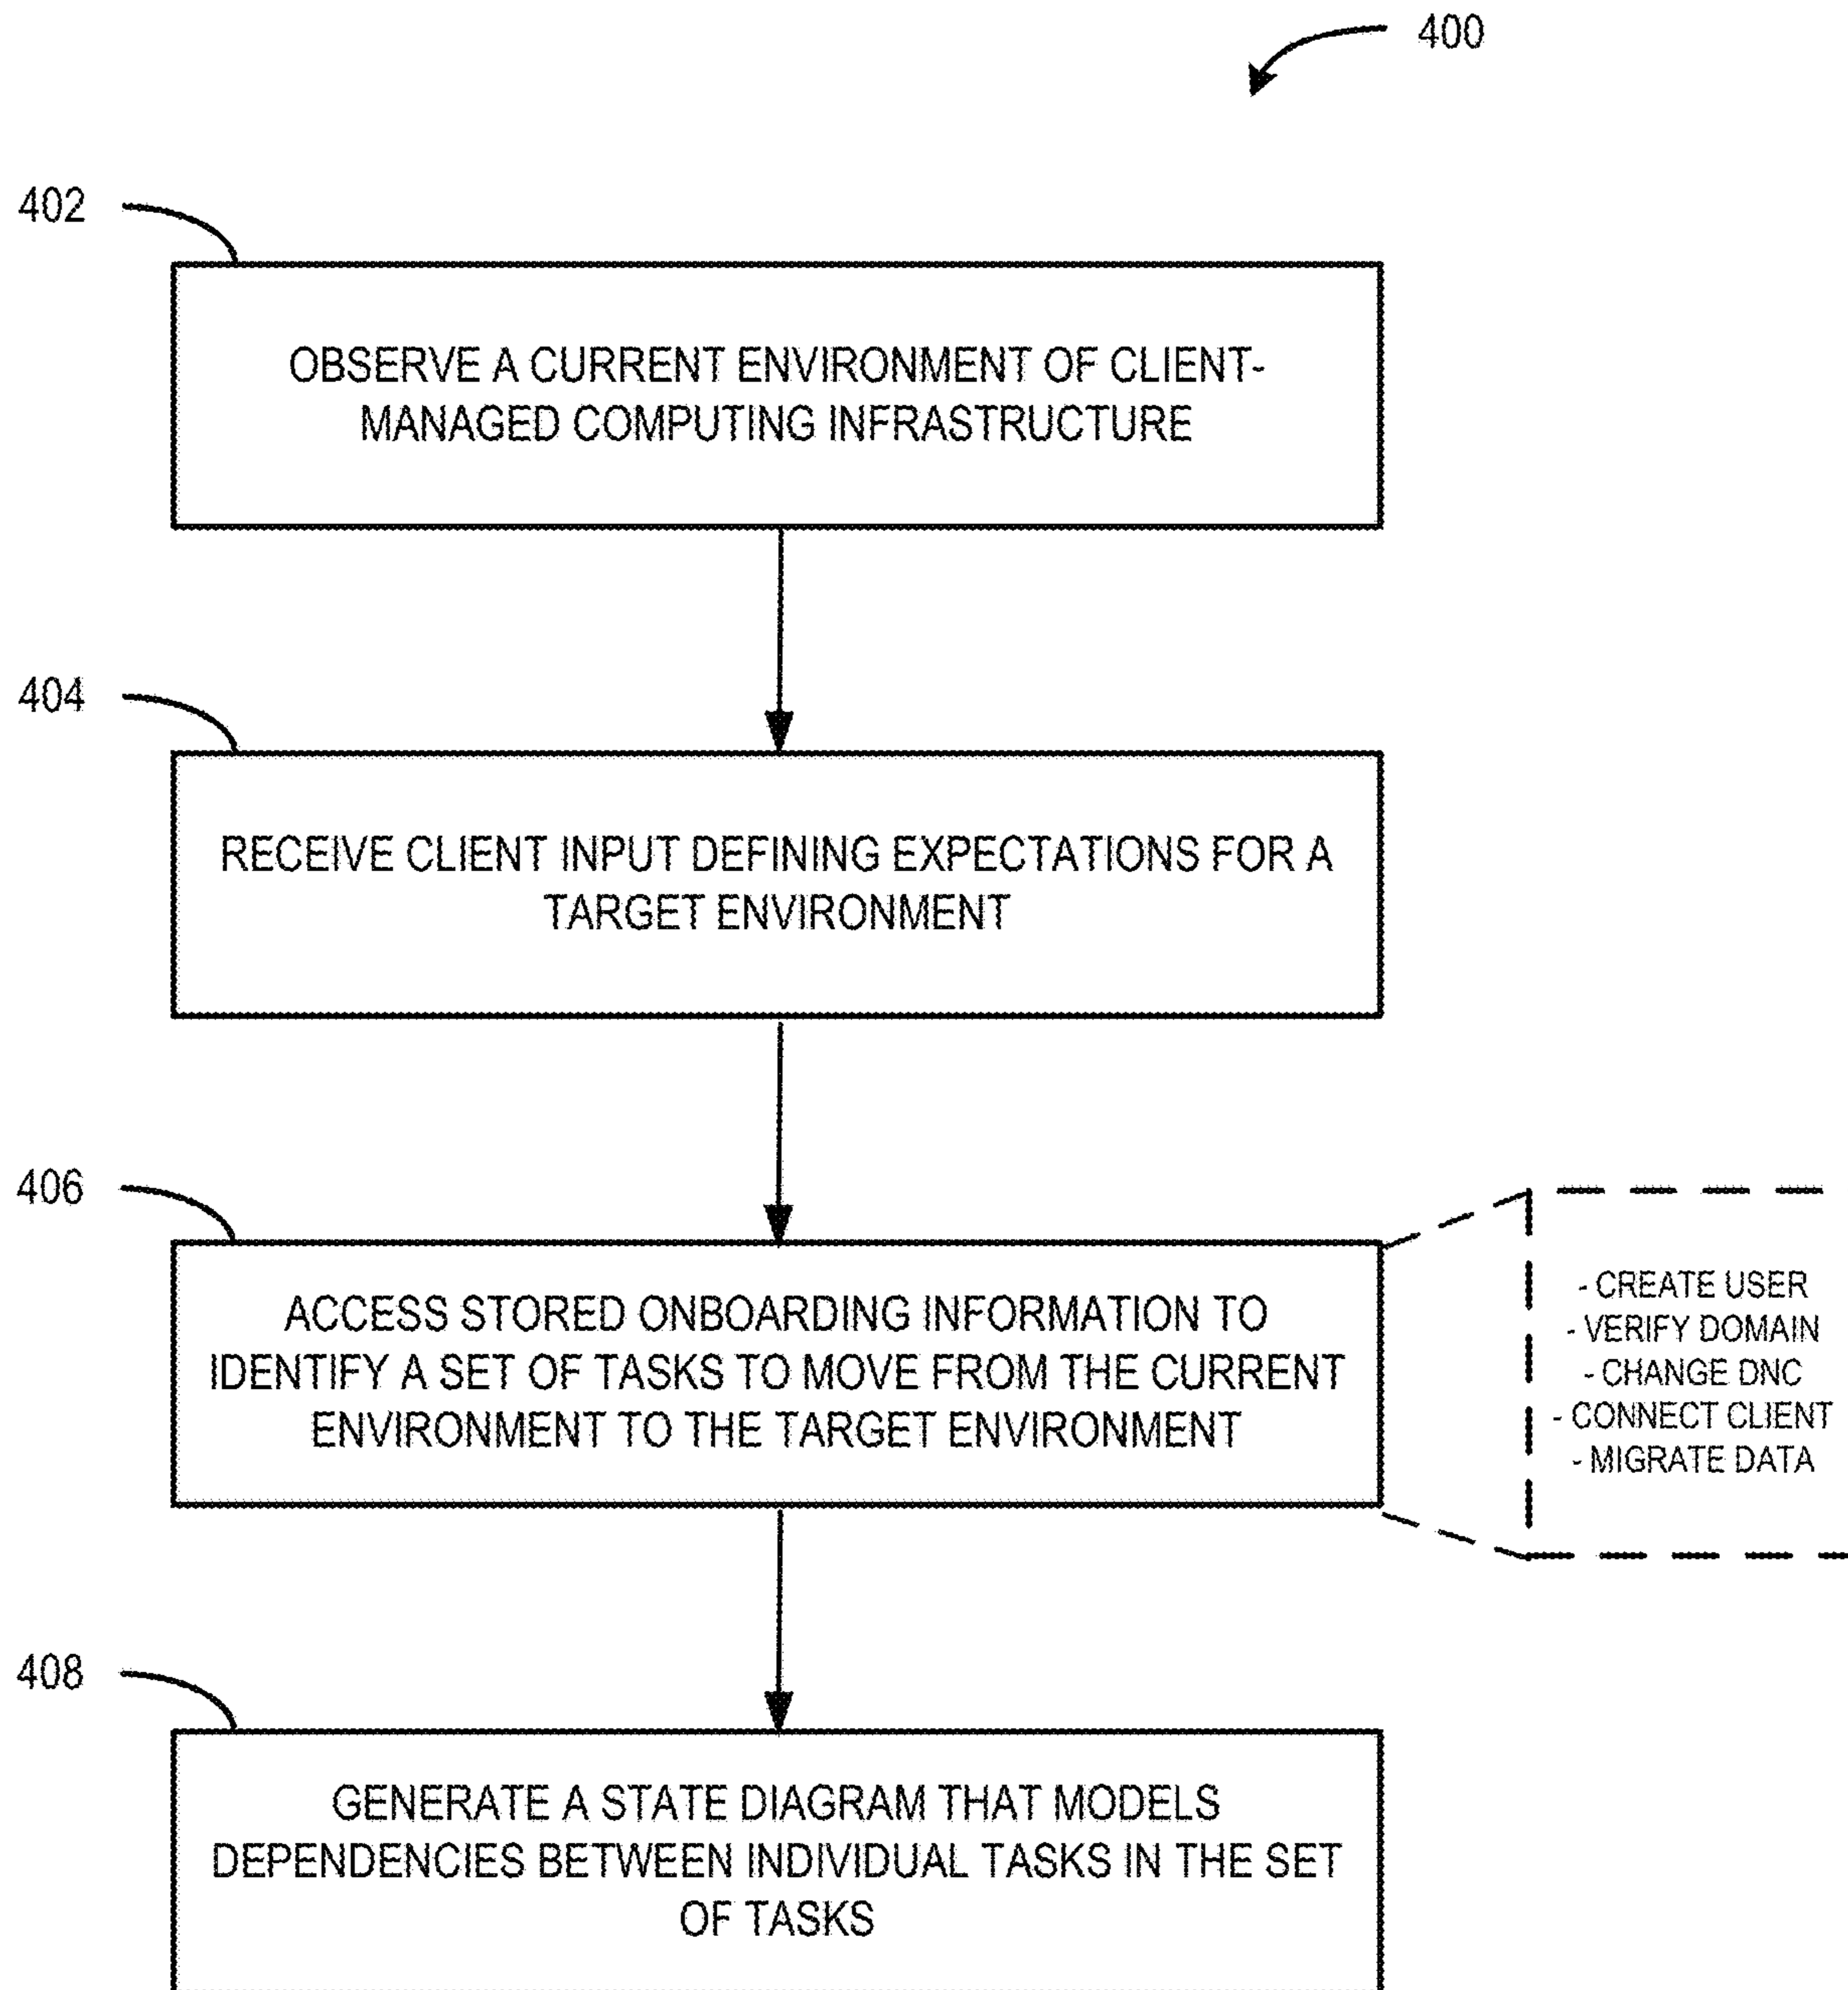 400
402
OBSERVE A CURRENT ENVIRONMENT OF CLIENT-
MANAGED COMPUTING INFRASTRUCTURE
404
RECEIVE CLIENT INPUT DEFINING EXPECTATIONS FOR A
TARGET ENVIRONMENT
406
ACCESS STORED ONBOARDING INFORMATION TO
IDENTIFY A SET OF TASKS TO MOVE FROM THE CURRENT
ENVIRONMENT TO THE TARGET ENVIRONMENT
- CREATE USER
- VERIFY DOMAIN
- CHANGE DNC
- CONNECT CLIENT
- MIGRATE DATA
408
GENERATE A STATE DIAGRAM THAT MODELS
DEPENDENCIES BETWEEN INDIVIDUAL TASKS IN THE SET
OF TASKS